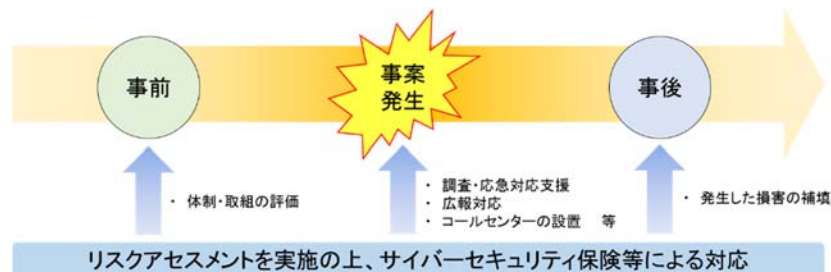 事前
事案
発生
事後
・ 体制・取組の評価
・ 調査・応急対応支援
・ 広報対応
・ コールセンターの設置　等
・ 発生した損害の補填
リスクアセスメントを実施の上、サイバーセキュリティ保険等による対応